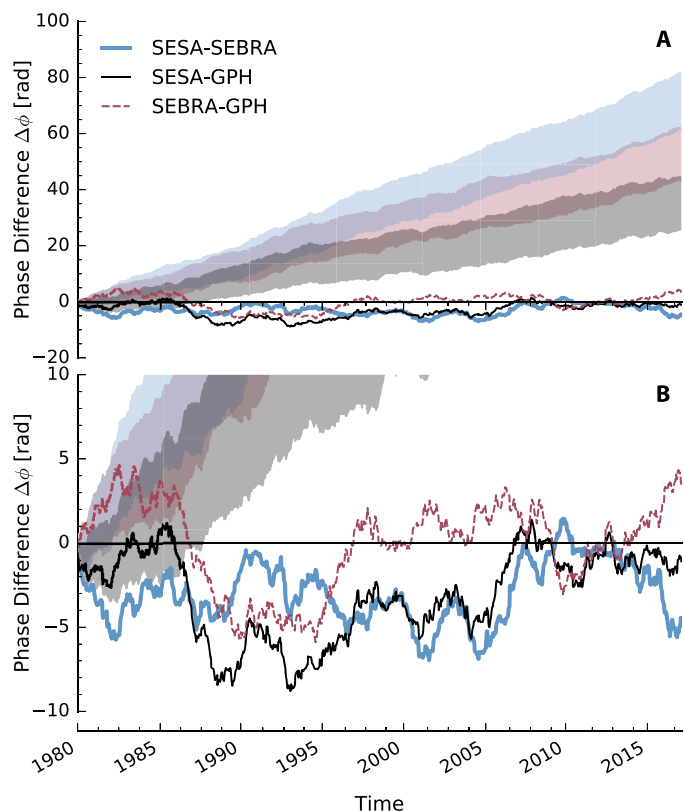 100
80
60
40
20
0
−20
Phase Difference Δϕ [rad]
SESA-SEBRA
SESA-GPH
SEBRA-GPH
A
10
5
0
−5
−10
Phase Difference Δϕ [rad]
B
1980
1985
1990
1995
2000
2005
2010
2015
Time